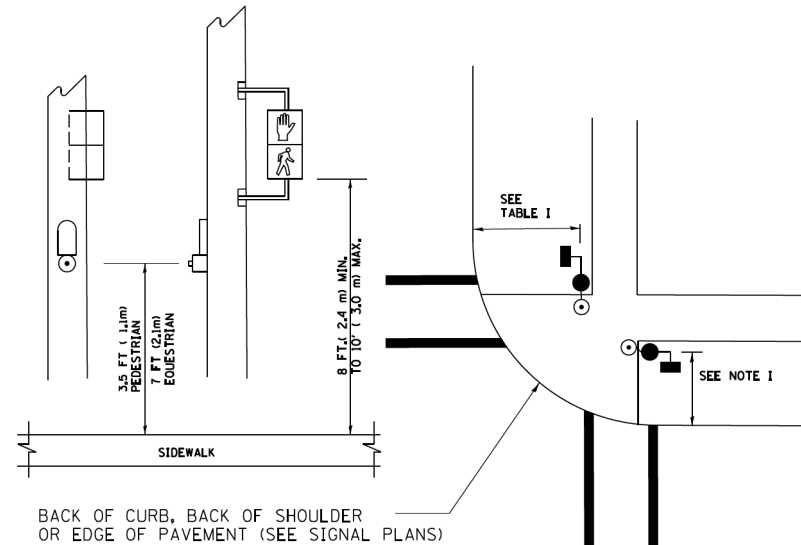 3.5 FT ( 1.1m)
PEDESTRIAN
7 FT (2.1m)
EQUESTRIAN
8 FT.( 2.4 m) MIN.
TO 10' ( 3.0 m) MAX.
SIDEWALK
SEE
TABLE I
SEE NOTE I
BACK OF CURB, BACK OF SHOULDER
OR EDGE OF PAVEMENT (SEE SIGNAL PLANS)